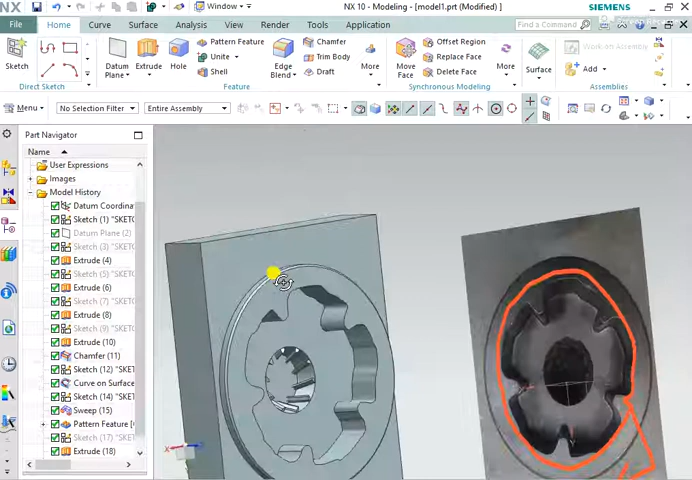 NX
Window
NX 10 - Modeling - [model1.prt (Modified) ]
SIEMENS
File
Home
Curve
Surface
Analysis
View
Render
Tools
Application
Find a Command
Sketch
Direct Sketch
Datum Plane
Extrude
Hole
Pattern Feature
Unite
Shell
Edge Blend
Chamfer
Trim Body
Draft
More
Feature
Move Face
Offset Region
Replace Face
Delete Face
More
Synchronous Modeling
Surface
Work on Assembly
Add
Assemblies
Menu
No Selection Filter
Entire Assembly
Part Navigator
Name
User Expressions
Images
Model History
Datum Coordina
Sketch (1) "SKETC
Datum Plane (2)
Sketch (3) "SKETC
Extrude (4)
Sketch (5) "SKETC
Extrude (6)
Sketch (7) "SKETC
Extrude (8)
Sketch (9) "SKETC
Extrude (10)
Chamfer (11)
Sketch (12) "SKET
Curve on Surface
Sketch (14) "SKET
Sweep (15)
Pattern Feature [
Sketch (17) "SKET
Extrude (18)
X